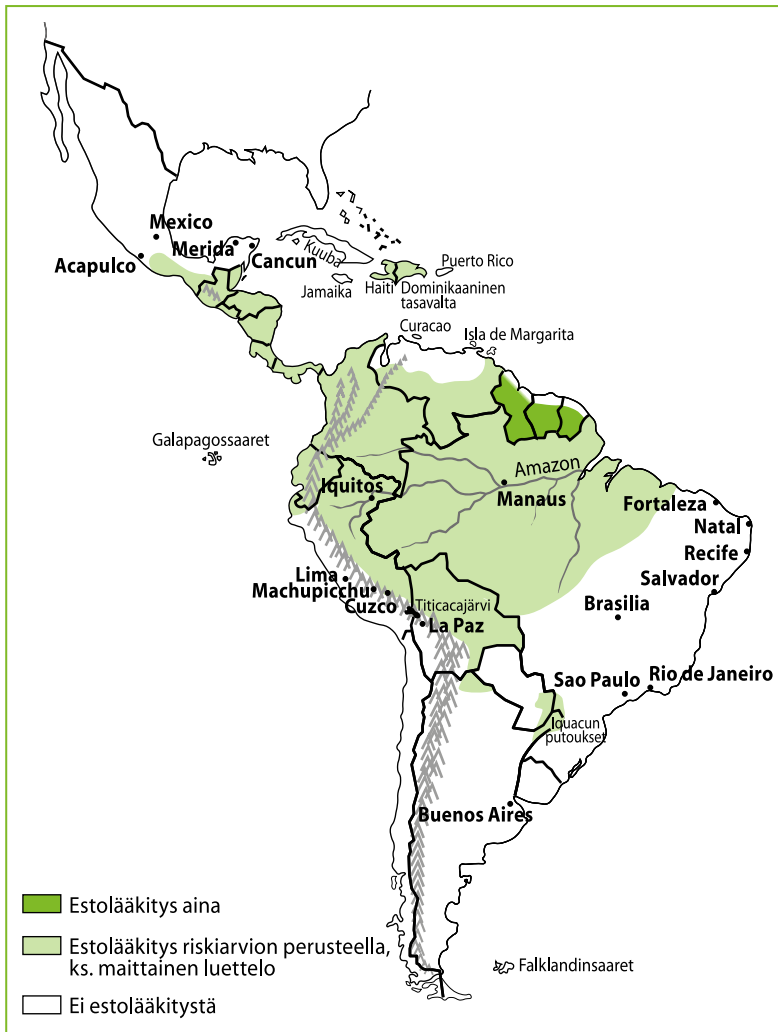 Mexico
Merida
Acapulco
Cancun
Kuuba
Jamaika
Haiti
Dominikaaninen
tasavalta
Puerto Rico
Curacao
Isla de Margarita
Galapagossaaret
Iquitos
Amazon
Manaus
Fortaleza
Natal
Recife
Salvador
Brasilia
Lima
Machupicchu
Cuzco
Titicacajärvi
La Paz
Sao Paulo
Rio de Janeiro
Iquacun
putoukset
Buenos Aires
Estolääkitys aina
Estolääkitys riskiarvion perusteella,
ks. maittainen luettelo
Ei estolääkitystä
Falklandinsaaret